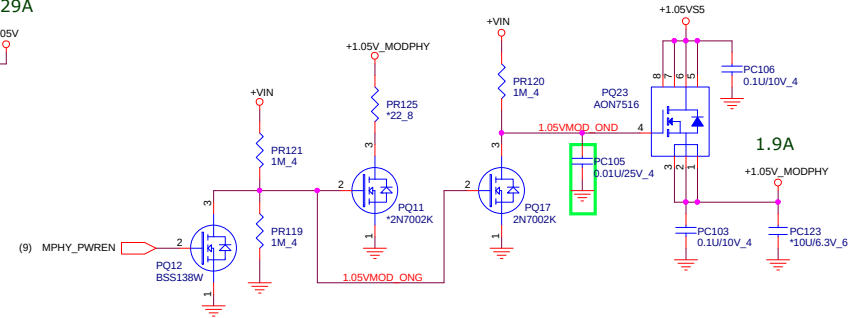 29A
05V
+VIN
PR121
1M_4
PR119
1M_4
3
2
1
(9) MPHY_PWREN
PQ12
BSS138W
+1.05V_MODPHY
PR125
*22_8
3
2
1
PQ11
*2N7002K
1.05VMOD_ONG
+VIN
PR120
1M_4
3
2
1
PQ17
2N7002K
1.05VMOD_OND
PC105
0.01U/25V_4
+1.05VS5
8
7
6
5
PQ23
AON7516
4
3
2
1
PC106
0.1U/10V_4
1.9A
+1.05V_MODPHY
PC103
0.1U/10V_4
PC123
*10U/6.3V_6